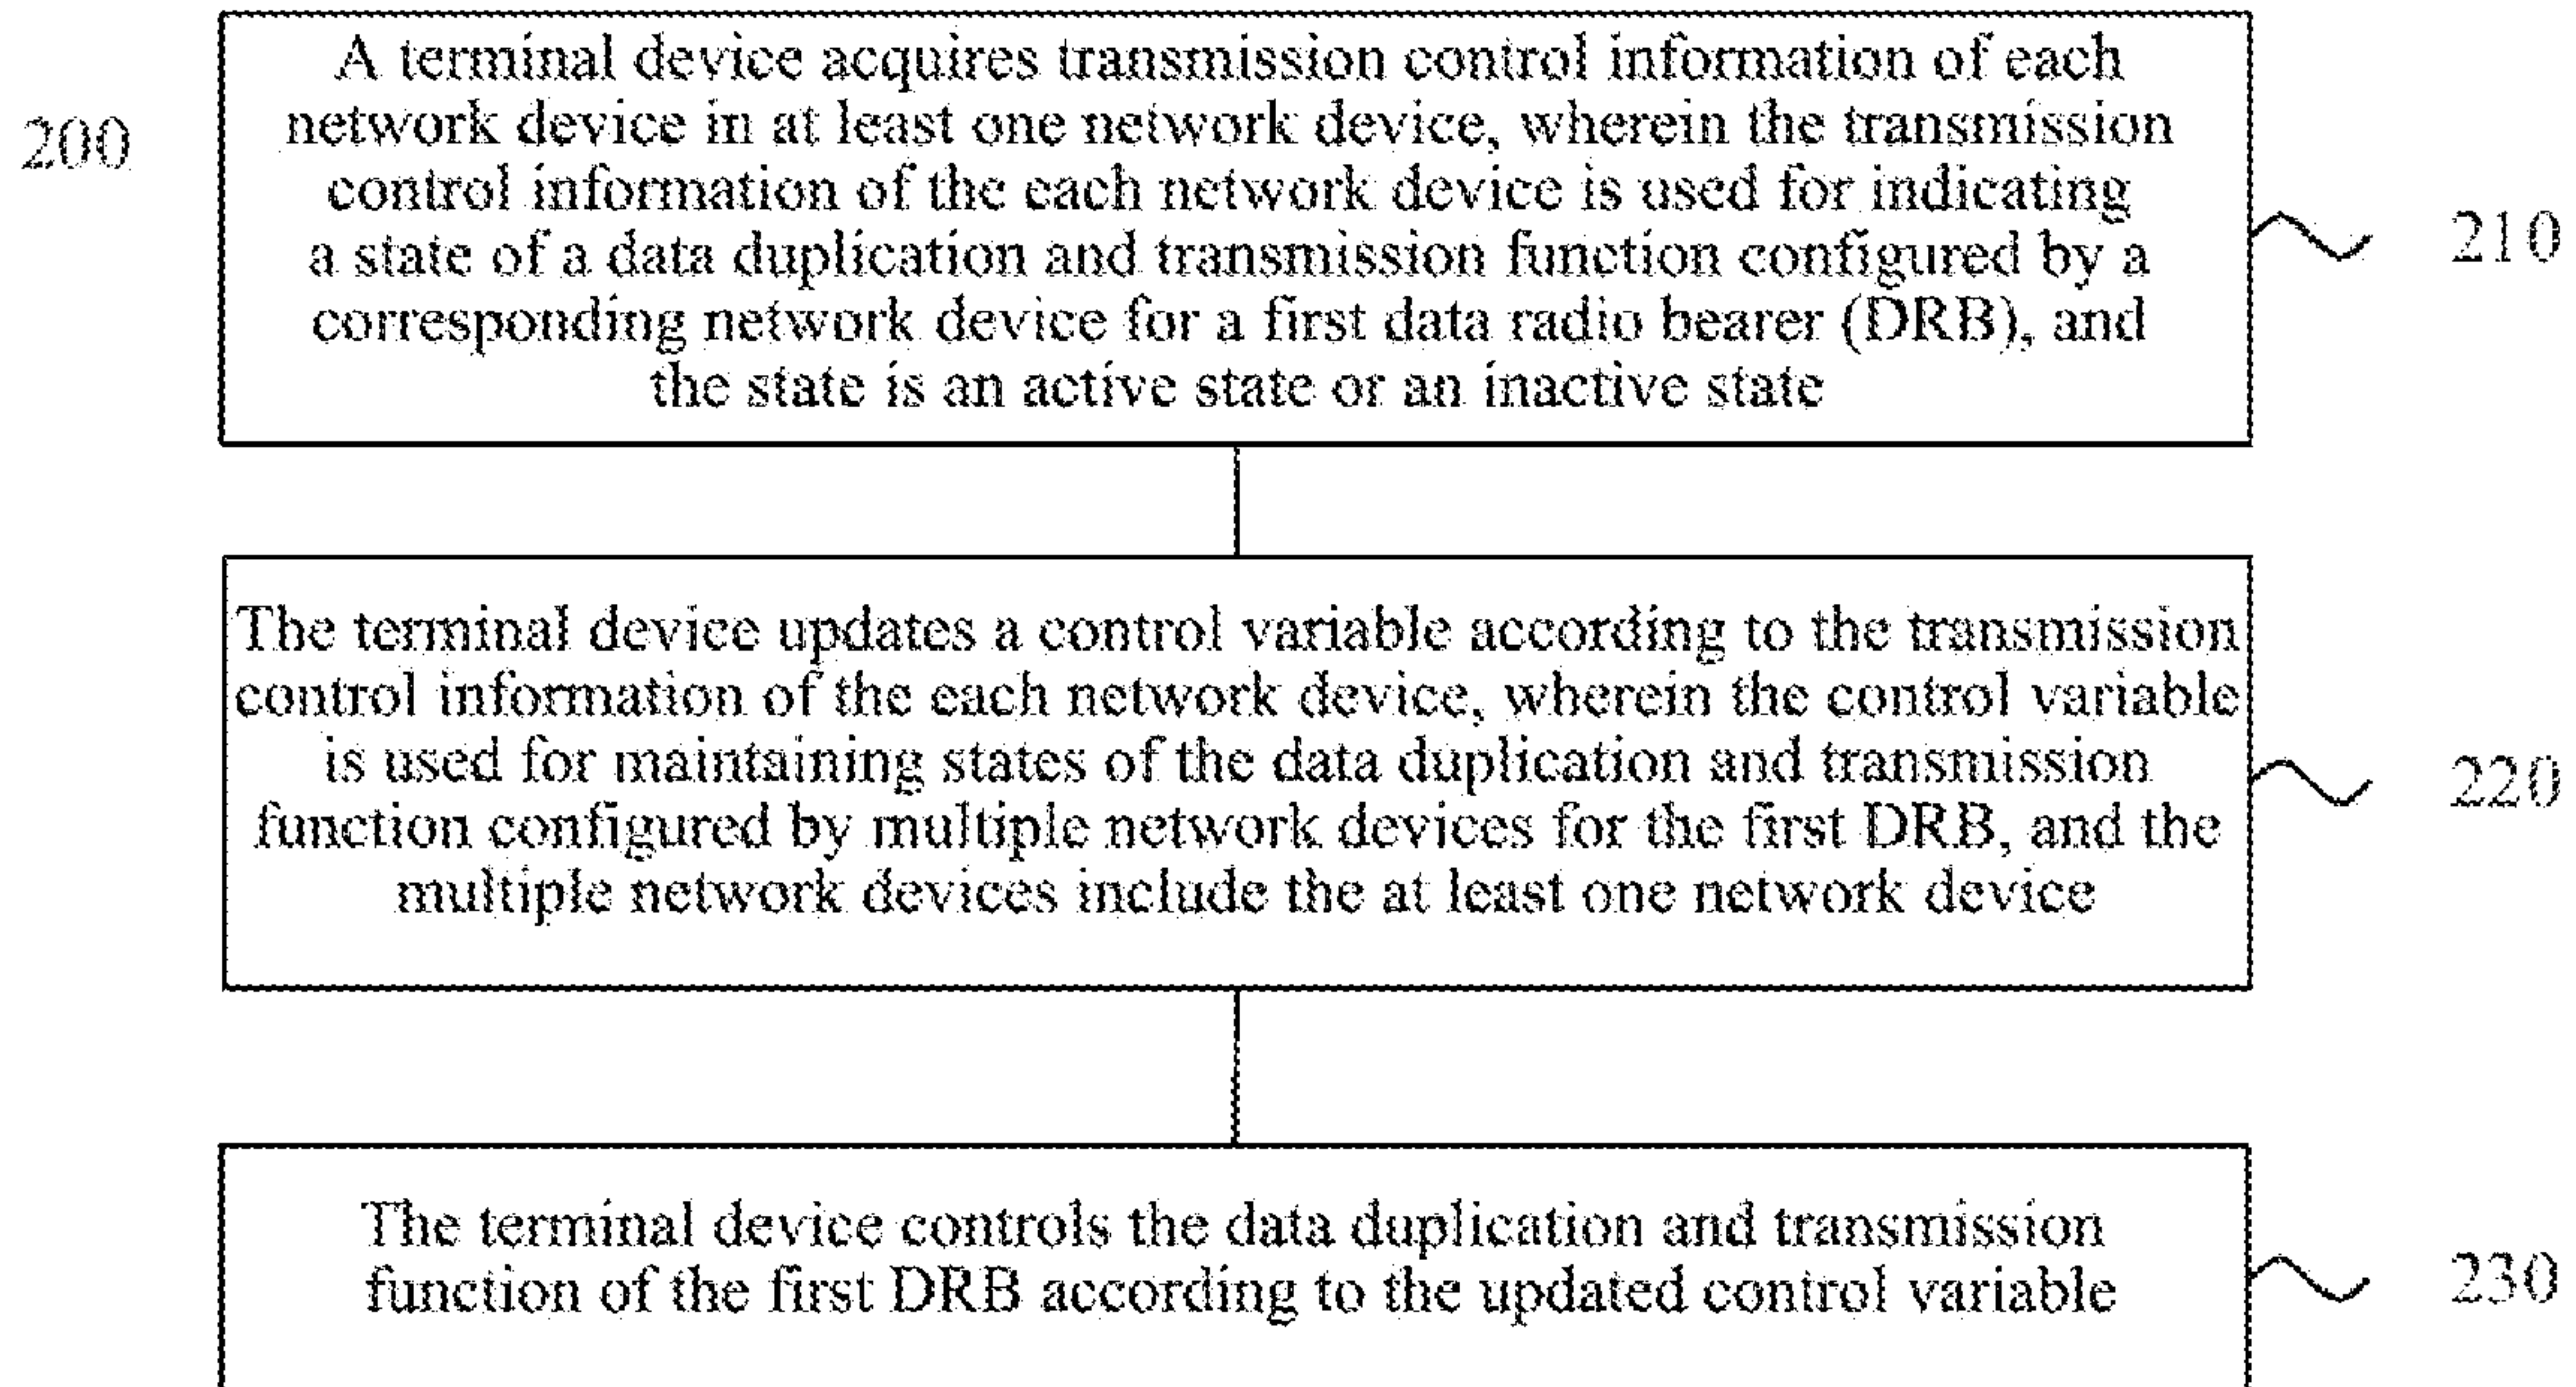 200
A terminal device acquires transmission control information of each
network device in at least one network device, wherein the transmission
control information of the each network device is used for indicating
a state of a data duplication and transmission function configured by a
corresponding network device for a first data radio bearer (DRB), and
the state is an active state or an inactive state
210
The terminal device updates a control variable according to the transmission
control information of the each network device, wherein the control variable
is used for maintaining states of the data duplication and transmission
function configured by multiple network devices for the first DRB, and the
multiple network devices include the at least one network device
220
The terminal device controls the data duplication and transmission
function of the first DRB according to the updated control variable
230